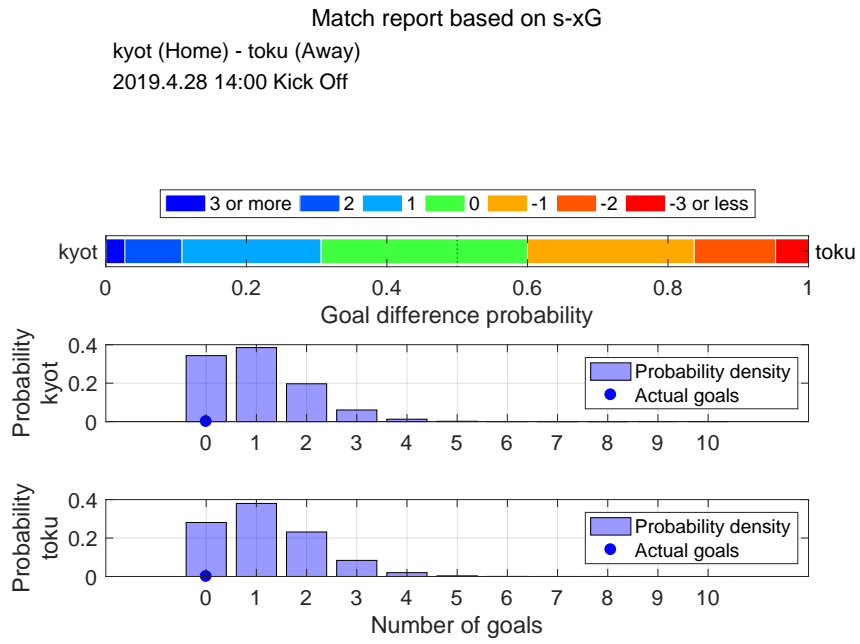 Match report based on s-xG
kyot (Home) - toku (Away)
2019.4.28 14:00 Kick Off
3 or more 2 1 0 -1 -2 -3 or less
kyot toku
0 0.2 0.4 0.6 0.8 1
Goal difference probability
Probability
kyot
0.4
0.2
0
Probability density
Actual goals
0 1 2 3 4 5 6 7 8 9 10
Probability
toku
0.4
0.2
0
Probability density
Actual goals
0 1 2 3 4 5 6 7 8 9 10
Number of goals